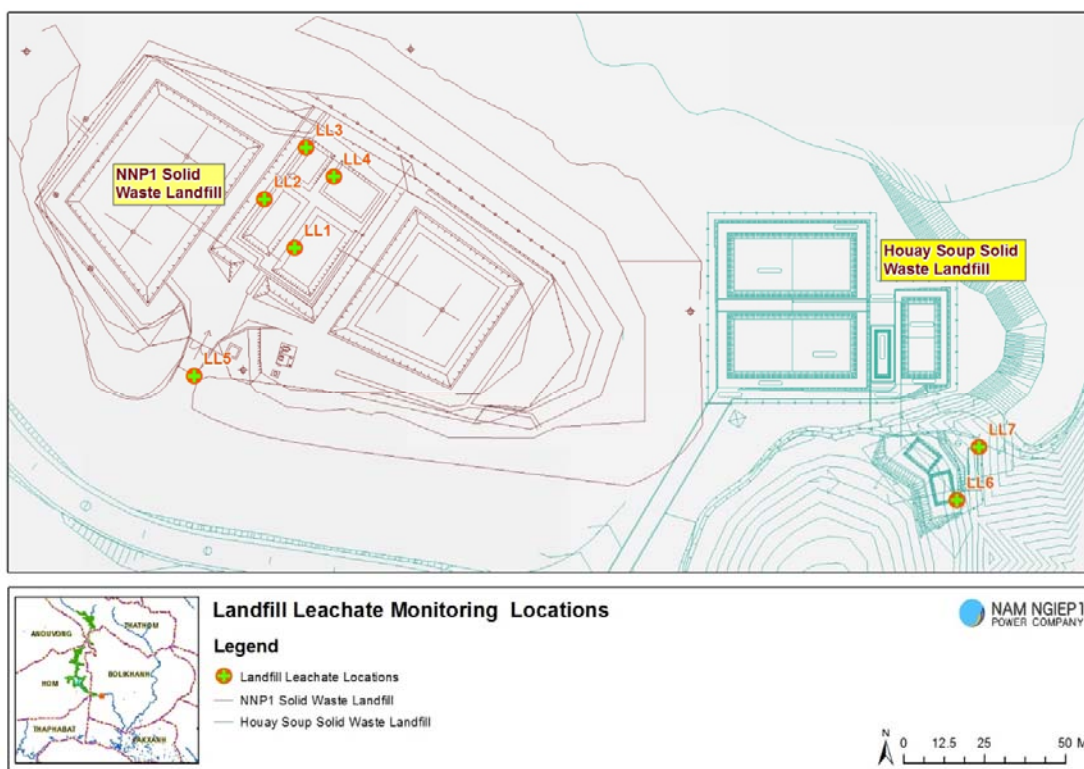 LL3
LL4
NNP1 Solid
Waste Landfill
LL2
LL1
Houay Soup Solid
Waste Landfill
LL5
LL7
LL6
Landfill Leachate Monitoring Locations
Legend
Landfill Leachate Locations
NNP1 Solid Waste Landfill
Houay Soup Solid Waste Landfill
ANOUVONG
THATHOM
BOLIKHANH
HOM
THAPHABAT
PAKXANH
NAM NGIEP1
POWER COMPANY
N
0 12.5 25 50 M